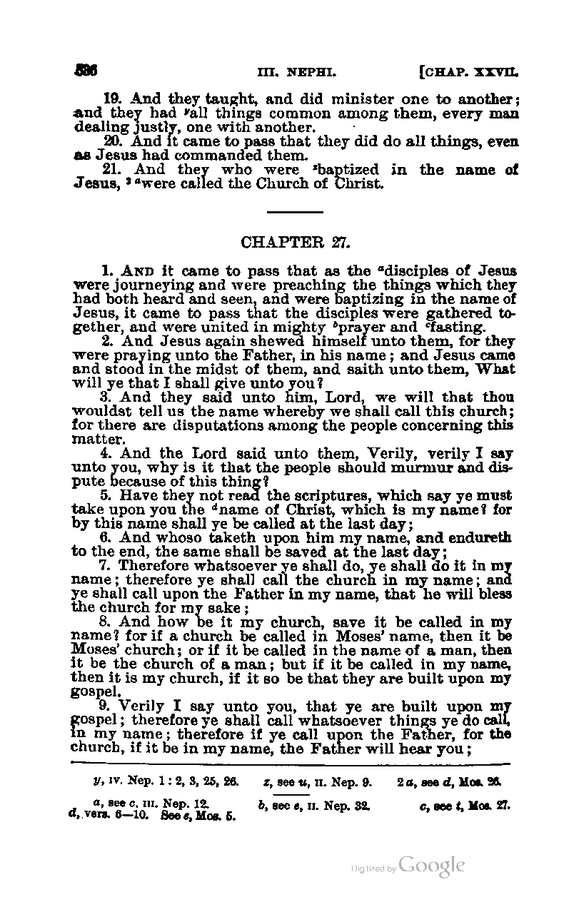 536 III. NEPHI. [CHAP. XXVII.
19. And they taught, and did minister one to another;
and they had ʸall things common among them, every man
dealing justly, one with another.
20. And it came to pass that they did do all things, even
as Jesus had commanded them.
21. And they who were ᶻbaptized in the name of
Jesus, ²ᵃwere called the Church of Christ.
CHAPTER 27.
1. AND it came to pass that as the ᵃdisciples of Jesus
were journeying and were preaching the things which they
had both heard and seen, and were baptizing in the name of
Jesus, it came to pass that the disciples were gathered to-
gether, and were united in mighty ᵇprayer and ᶜfasting.
2. And Jesus again shewed himself unto them, for they
were praying unto the Father, in his name; and Jesus came
and stood in the midst of them, and saith unto them, What
will ye that I shall give unto you?
3. And they said unto him, Lord, we will that thou
wouldst tell us the name whereby we shall call this church;
for there are disputations among the people concerning this
matter.
4. And the Lord said unto them, Verily, verily I say
unto you, why is it that the people should murmur and dis-
pute because of this thing?
5. Have they not read the scriptures, which say ye must
take upon you the ᵈname of Christ, which is my name? for
by this name shall ye be called at the last day;
6. And whoso taketh upon him my name, and endureth
to the end, the same shall be saved at the last day;
7. Therefore whatsoever ye shall do, ye shall do it in my
name; therefore ye shall call the church in my name; and
ye shall call upon the Father in my name, that he will bless
the church for my sake;
8. And how be it my church, save it be called in my
name? for if a church be called in Moses' name, then it be
Moses' church; or if it be called in the name of a man, then
it be the church of a man; but if it be called in my name,
then it is my church, if it so be that they are built upon my
gospel.
9. Verily I say unto you, that ye are built upon my
gospel; therefore ye shall call whatsoever things ye do call,
in my name; therefore if ye call upon the Father, for the
church, if it be in my name, the Father will hear you;
y, IV. Nep. 1:2, 3, 25, 26. z, see u, II. Nep. 9. 2a, see d, Mos. 26.
a, see c, III. Nep. 12. b, see e, II. Nep. 32. c, see t, Mos. 27.
d, vers. 6—10. See e, Mos. 5.
Digitized by Google